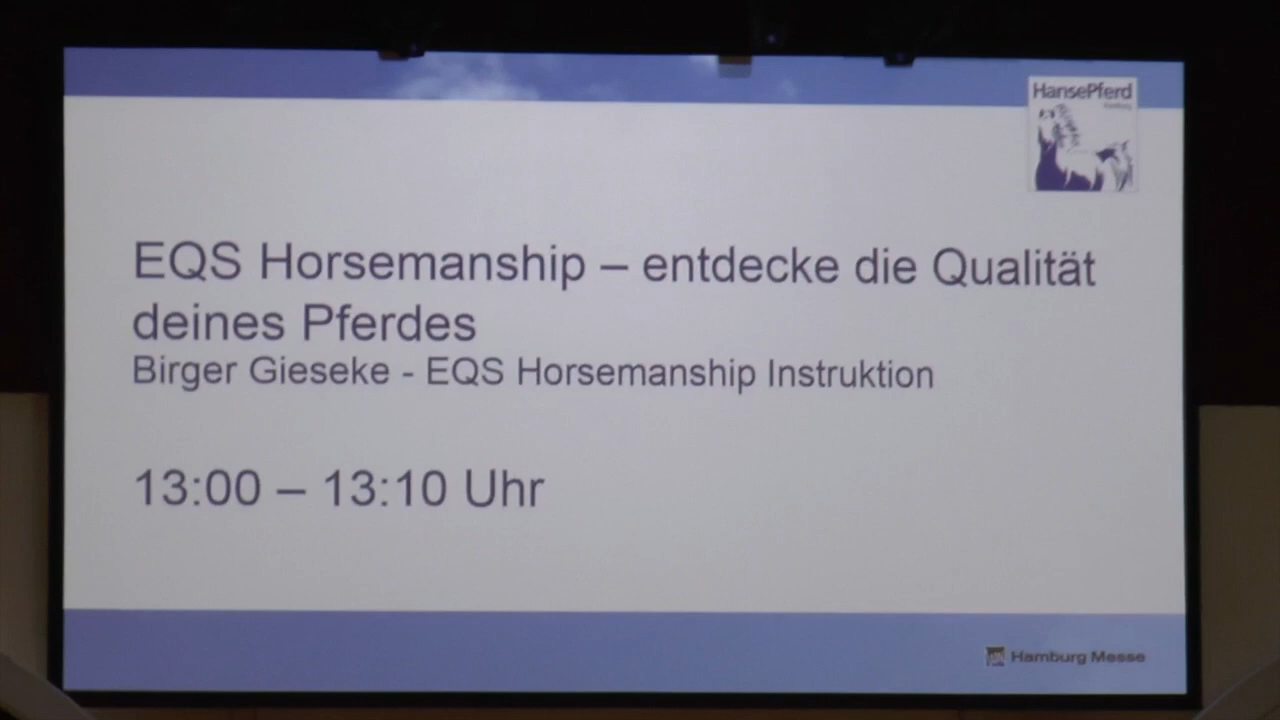 HansePferd
EQS Horsemanship – entdecke die Qualität
deines Pferdes
Birger Gieseke - EQS Horsemanship Instruktion
13:00 – 13:10 Uhr
Hamburg Messe